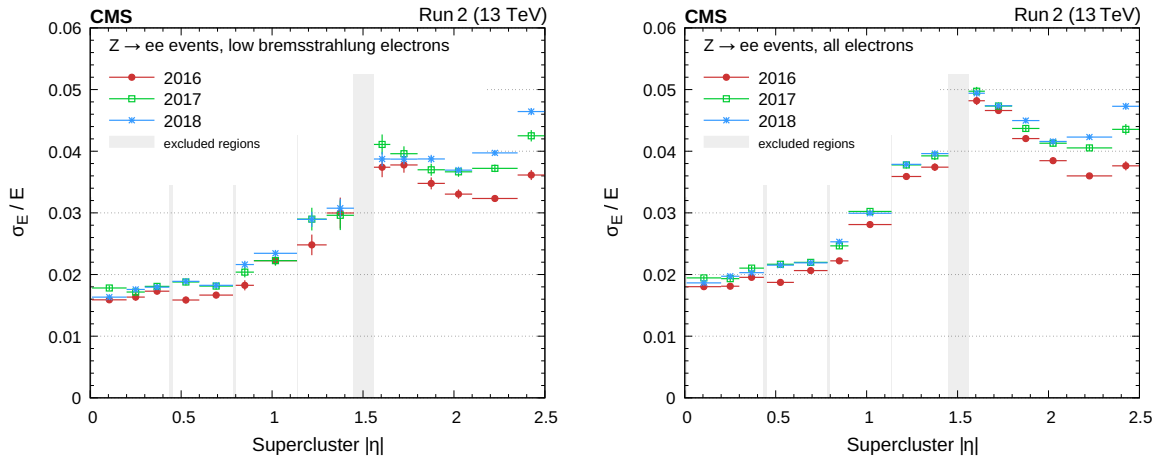 CMS Run 2 (13 TeV)
Z → ee events, low bremsstrahlung electrons
2016
2017
2018
excluded regions
0.06
0.05
0.04
0.03
0.02
0.01
0
σ_E / E
0 0.5 1 1.5 2 2.5
Supercluster |η|
CMS Run 2 (13 TeV)
Z → ee events, all electrons
2016
2017
2018
excluded regions
0.06
0.05
0.04
0.03
0.02
0.01
0
σ_E / E
0 0.5 1 1.5 2 2.5
Supercluster |η|